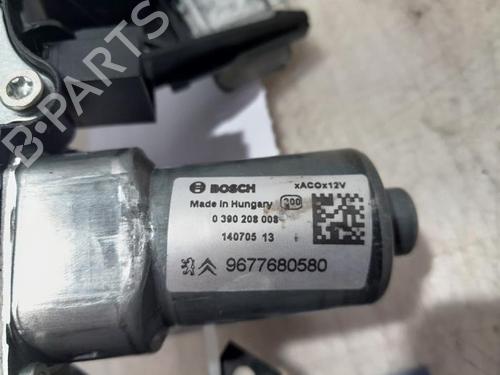 BOSCH
xACOx12V
Made in Hungary 300
0 390 208 008
140705 13
9677680580
B-PARTS